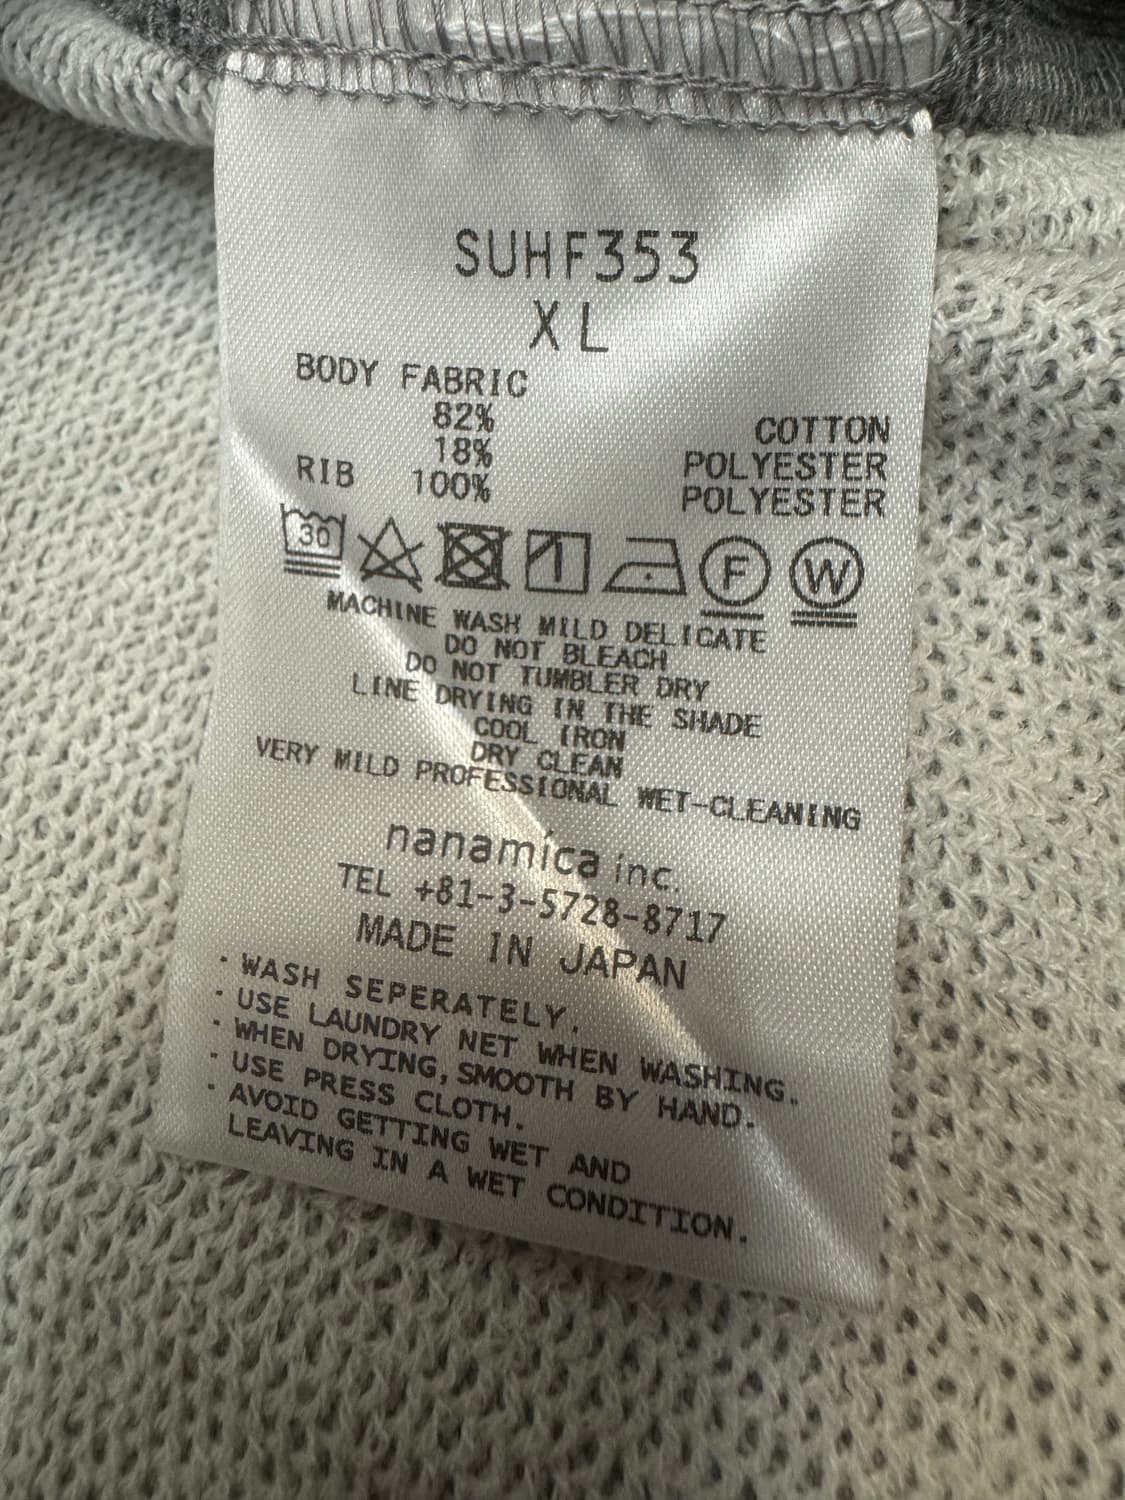 SUHF353
XL
BODY FABRIC
82% COTTON
18% POLYESTER
RIB 100% POLYESTER
30 F W
MACHINE WASH MILD DELICATE
DO NOT BLEACH
DO NOT TUMBLER DRY
LINE DRYING IN THE SHADE
COOL IRON
DRY CLEAN
VERY MILD PROFESSIONAL WET-CLEANING
nanamica inc.
TEL +81-3-5728-8717
MADE IN JAPAN
・WASH SEPERATELY.
・USE LAUNDRY NET WHEN WASHING.
・WHEN DRYING, SMOOTH BY HAND.
・USE PRESS CLOTH.
・AVOID GETTING WET AND
LEAVING IN A WET CONDITION.